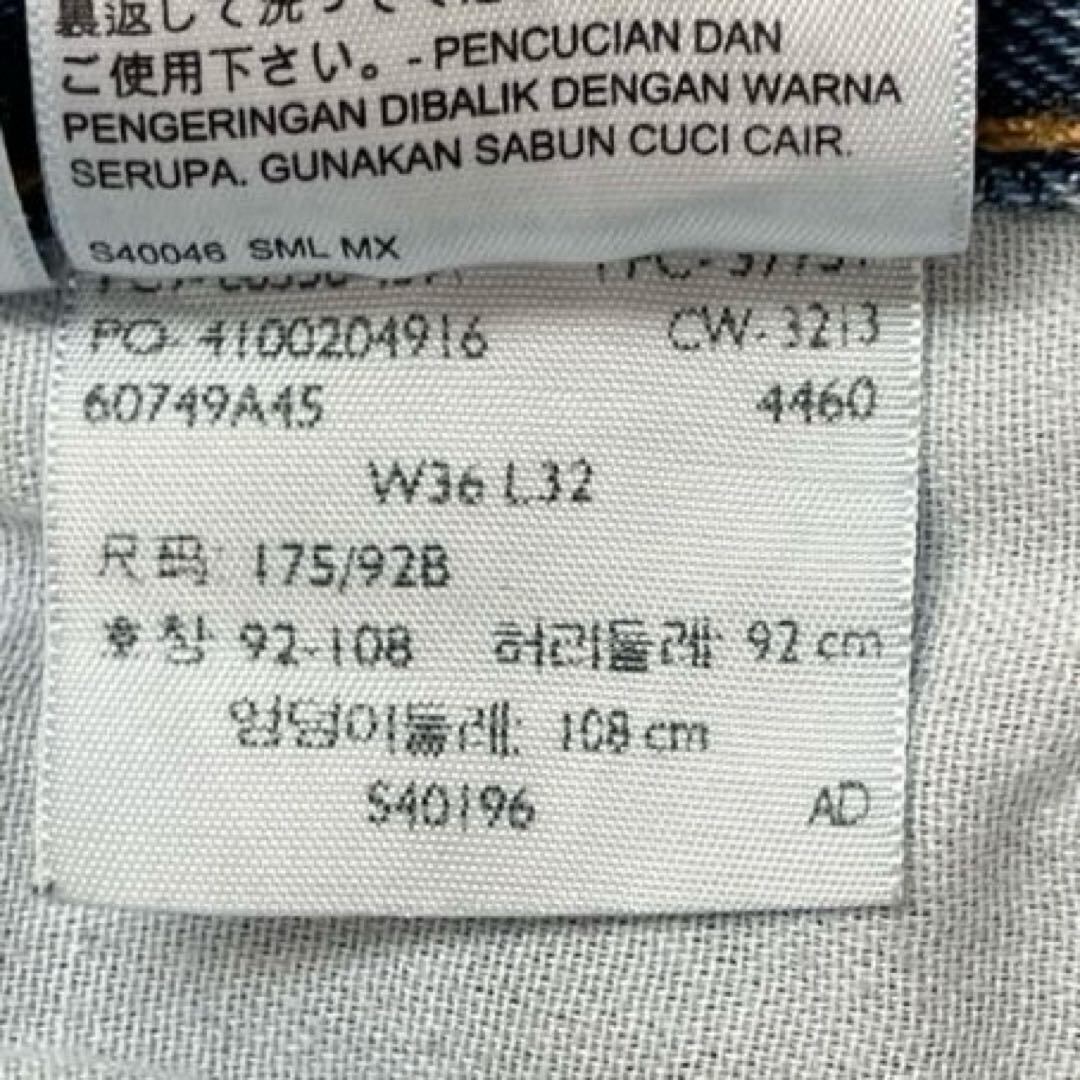 裏返して洗って
ご使用下さい。- PENCUCIAN DAN
PENGERINGAN DIBALIK DENGAN WARNA
SERUPA. GUNAKAN SABUN CUCI CAIR.
S40046 SML MX
PO- 4100204916 CW- 3213
60749A45 4460
W36 L32
尺码: 175/92B
호칭 92-108 허리둘레: 92 cm
엉덩이둘레: 108 cm
S40196 AD